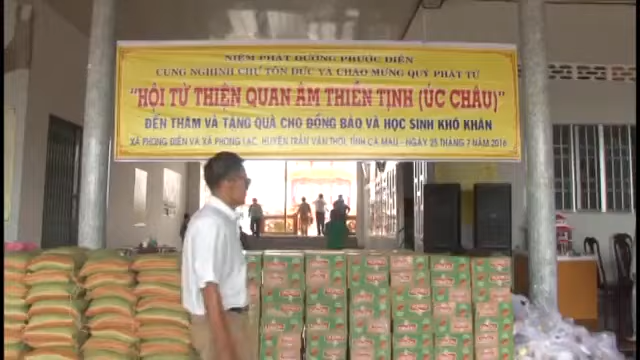 NIỆM PHẬT ĐƯỜNG PHƯỚC ĐIỀN
CUNG NGHINH CHƯ TÔN ĐỨC VÀ CHÀO MỪNG QUÝ PHẬT TỬ
"HỘI TỪ THIỆN QUAN ÂM THIỀN TỊNH (ÚC CHÂU)"
ĐẾN THĂM VÀ TẶNG QUÀ CHO ĐỒNG BÀO VÀ HỌC SINH KHÓ KHĂN
XÃ PHONG ĐIỀN VÀ XÃ PHONG LẠC, HUYỆN TRẦN VĂN THỜI, TỈNH CÀ MAU - NGÀY 25 THÁNG 7 NĂM 2018